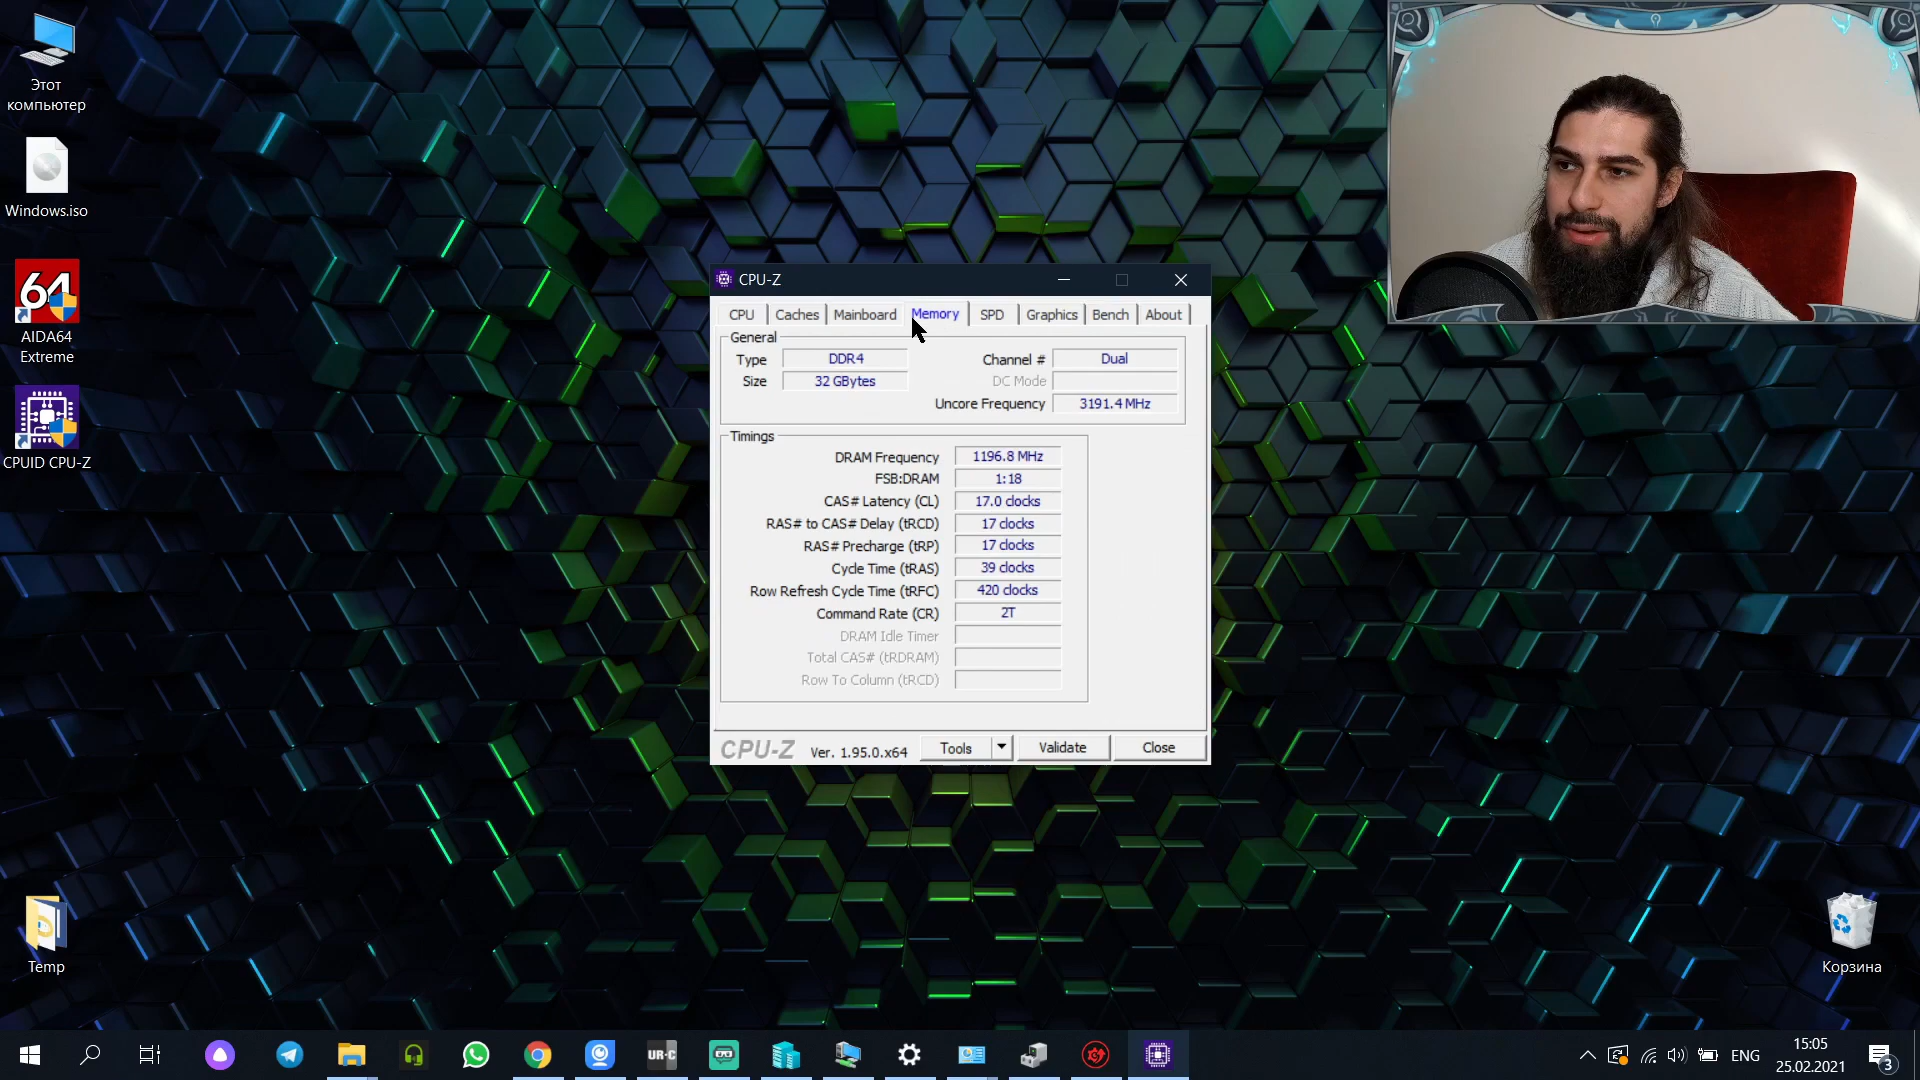 Этот
компьютер
Windows.iso
64
AIDA64
Extreme
CPUID CPU-Z
Temp
Корзина
CPU-Z
CPU Caches Mainboard Memory SPD Graphics Bench About
General
Type DDR4 Channel # Dual
Size 32 GBytes DC Mode
Uncore Frequency 3191.4 MHz
Timings
DRAM Frequency 1196.8 MHz
FSB:DRAM 1:18
CAS# Latency (CL) 17.0 clocks
RAS# to CAS# Delay (tRCD) 17 clocks
RAS# Precharge (tRP) 17 clocks
Cycle Time (tRAS) 39 clocks
Row Refresh Cycle Time (tRFC) 420 clocks
Command Rate (CR) 2T
DRAM Idle Timer
Total CAS# (tRDRAM)
Row To Column (tRCD)
CPU-Z Ver. 1.95.0.x64 Tools Validate Close
UR-C
ENG
15:05
25.02.2021
3